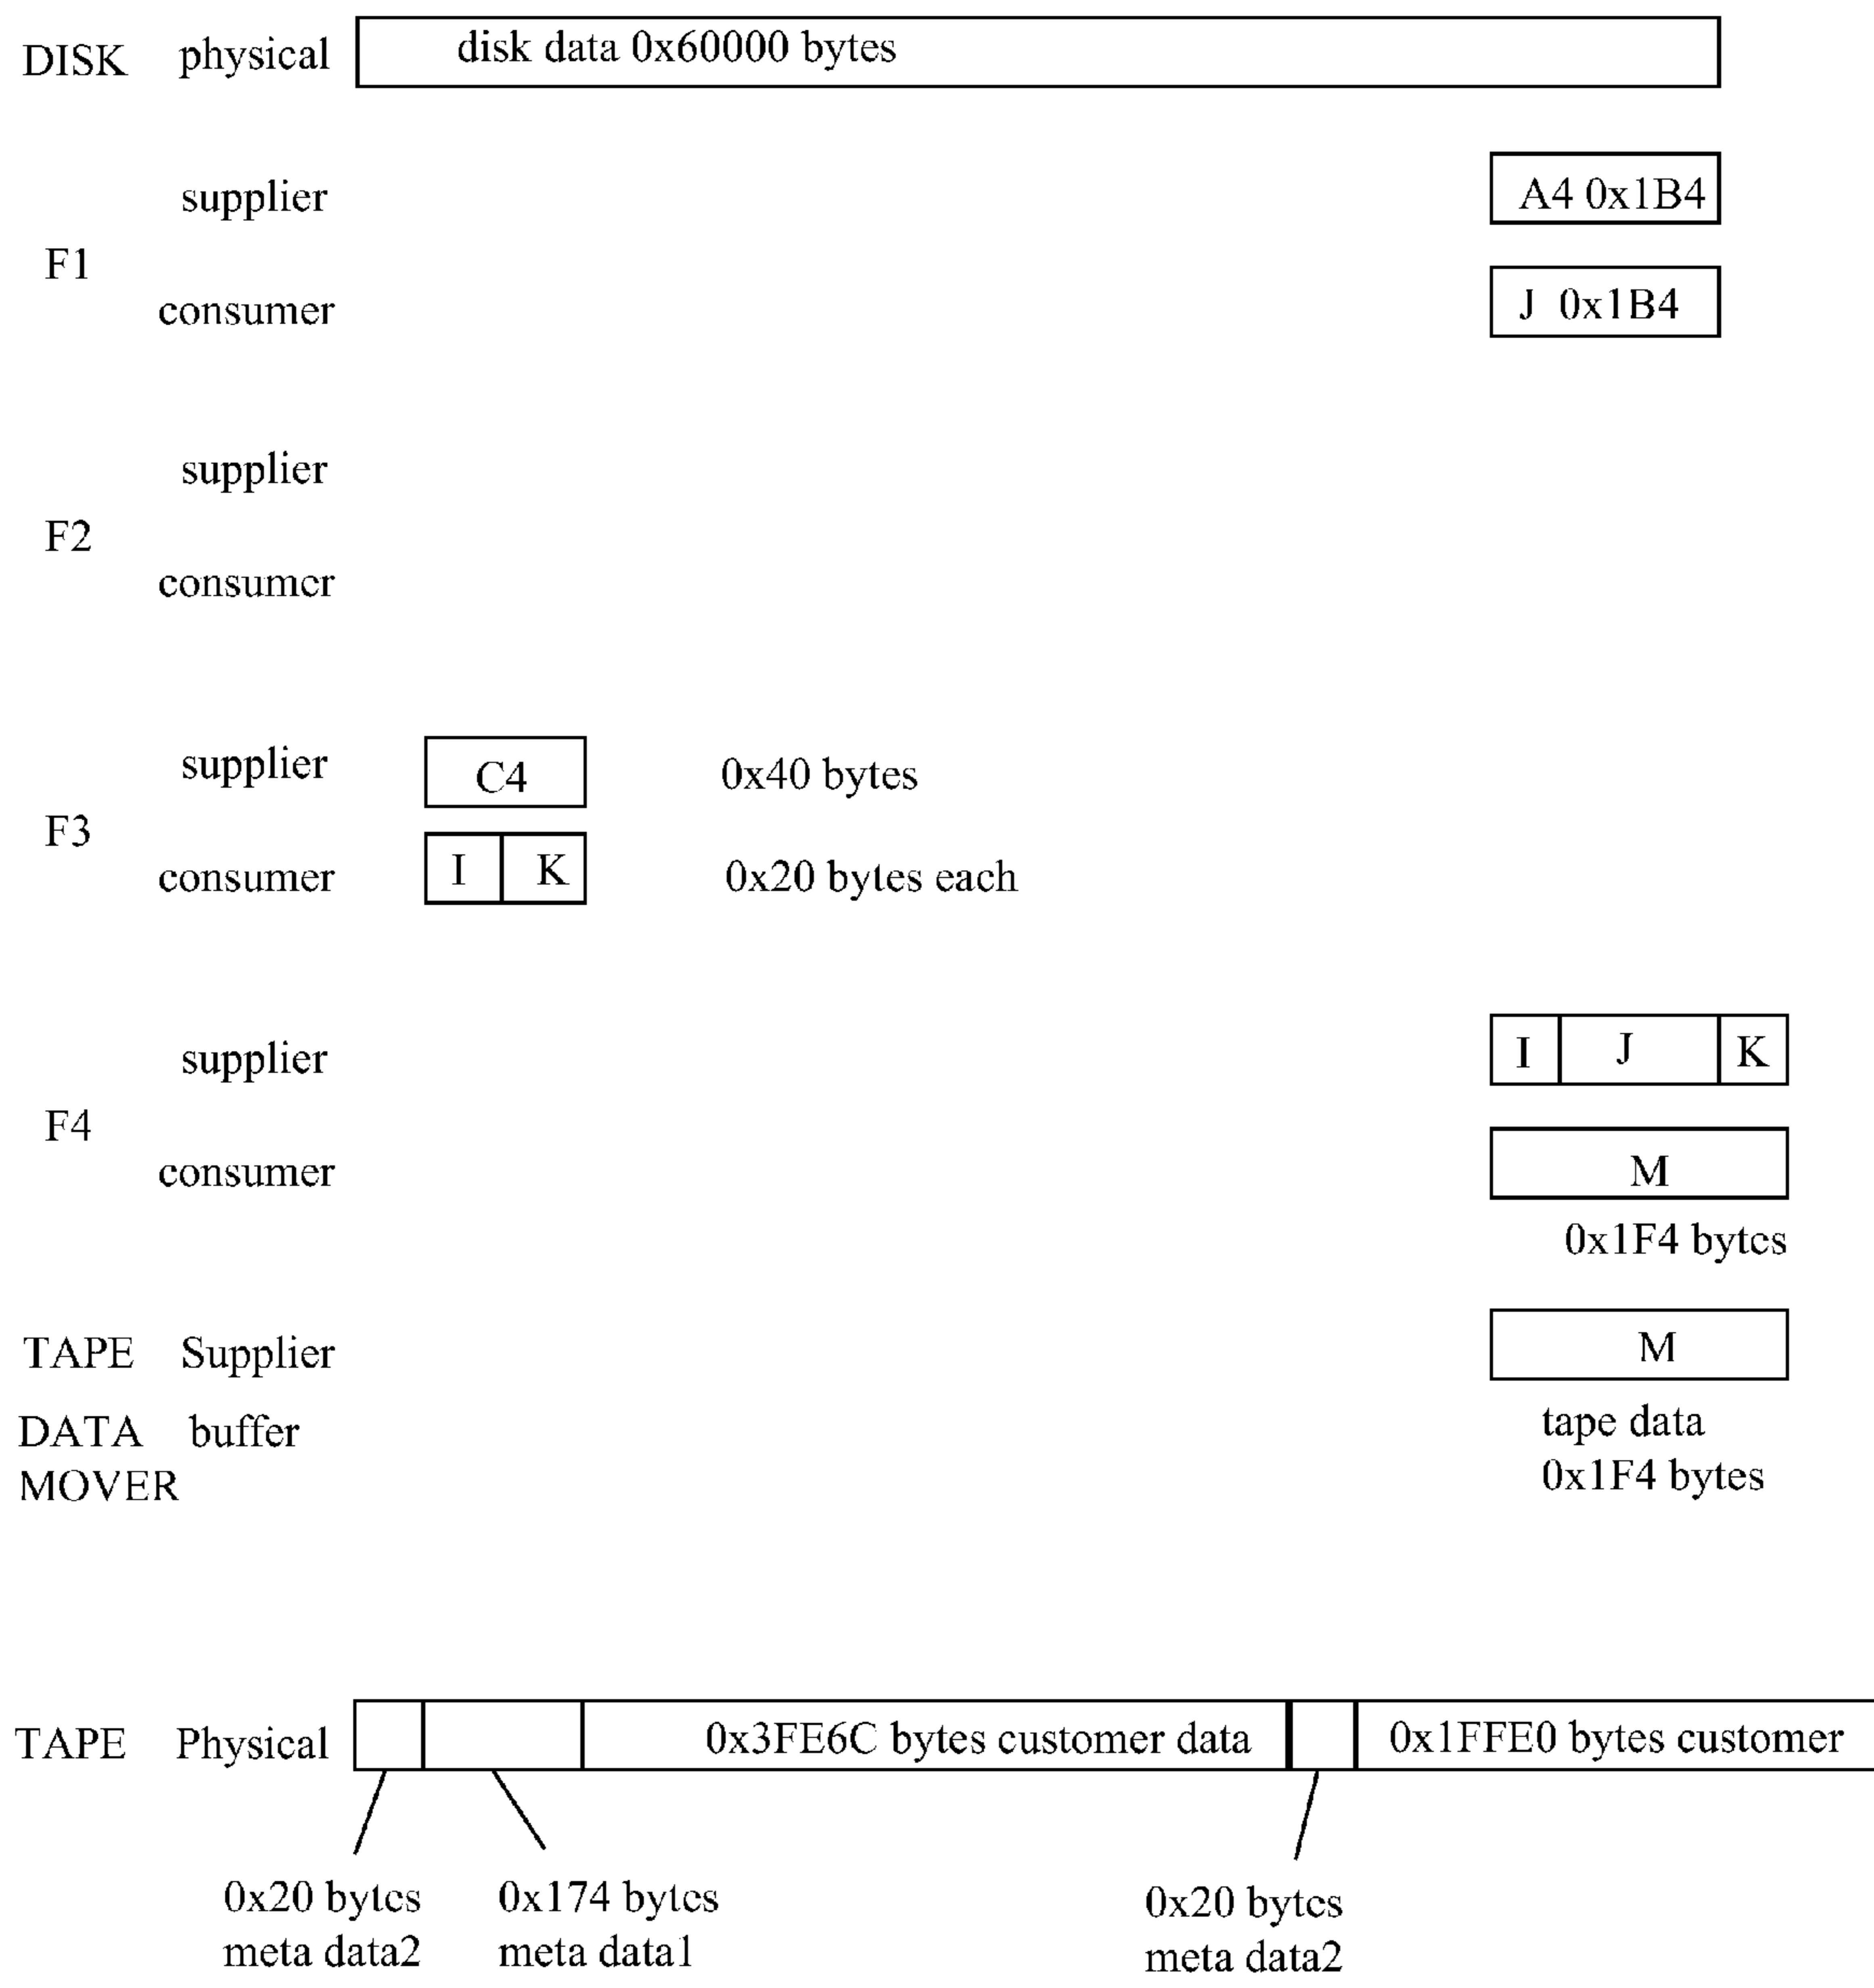 DISK physical disk data 0x60000 bytes
supplier A4 0x1B4
F1
consumer J 0x1B4
supplier
F2
consumer
supplier C4 0x40 bytes
F3
consumer I K 0x20 bytes each
supplier I J K
F4
consumer M
0x1F4 bytes
TAPE Supplier M
DATA buffer tape data
MOVER 0x1F4 bytes
TAPE Physical 0x3FE6C bytes customer data 0x1FFE0 bytes customer
0x20 bytes 0x174 bytes 0x20 bytes
meta data2 meta data1 meta data2